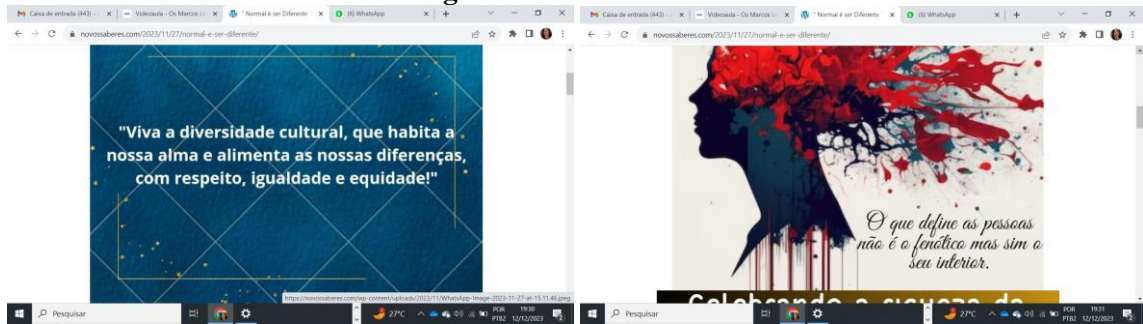 Caixa de entrada (443) -
Videoaula - Os Marcos
" Normal é ser Diferente
(6) WhatsApp
novossaberes.com/2023/11/27/normal-e-ser-diferente/
"Viva a diversidade cultural, que habita a
nossa alma e alimenta as nossas diferenças,
com respeito, igualdade e equidade!"
https://novossaberes.com/wp-content/uploads/2023/11/WhatsApp-Image-2023-11-27-at-15.11.46.jpeg
Pesquisar
27°C
POR
PTB2
19:30
12/12/2023
Caixa de entrada (443) -
Videoaula - Os Marcos
" Normal é ser Diferente
(6) WhatsApp
novossaberes.com/2023/11/27/normal-e-ser-diferente/
O que define as pessoas
não é o fenótico mas sim o
seu interior.
Celebrando a riqueza da
Pesquisar
27°C
POR
PTB2
19:31
12/12/2023